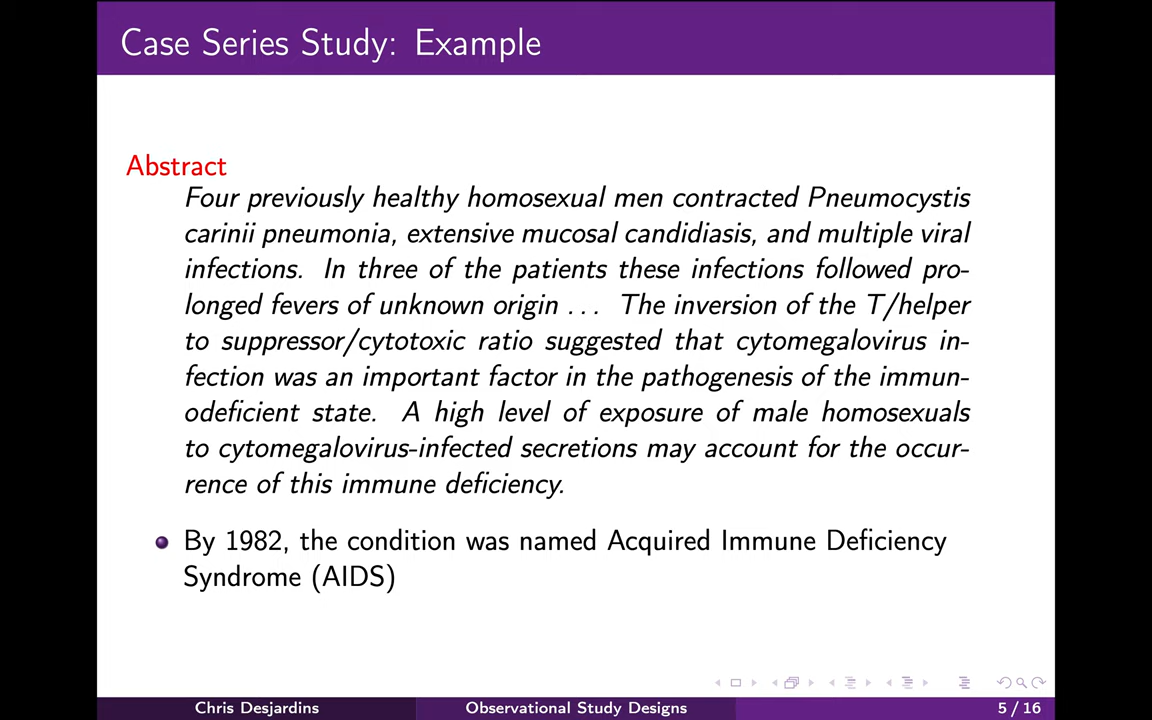 Case Series Study: Example
Abstract
Four previously healthy homosexual men contracted Pneumocystis
carinii pneumonia, extensive mucosal candidiasis, and multiple viral
infections. In three of the patients these infections followed pro-
longed fevers of unknown origin ... The inversion of the T/helper
to suppressor/cytotoxic ratio suggested that cytomegalovirus in-
fection was an important factor in the pathogenesis of the immun-
odeficient state. A high level of exposure of male homosexuals
to cytomegalovirus-infected secretions may account for the occur-
rence of this immune deficiency.
By 1982, the condition was named Acquired Immune Deficiency
Syndrome (AIDS)
Chris Desjardins Observational Study Designs 5 / 16